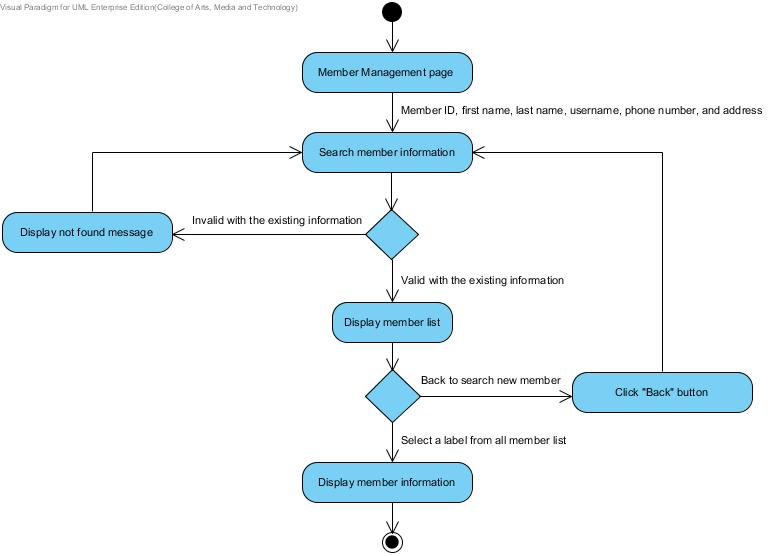 Visual Paradigm for UML Enterprise Edition(College of Arts, Media and Technology)
Member Management page
Member ID, first name, last name, username, phone number, and address
Search member information
Invalid with the existing information
Display not found message
Valid with the existing information
Display member list
Back to search new member
Click "Back" button
Select a label from all member list
Display member information